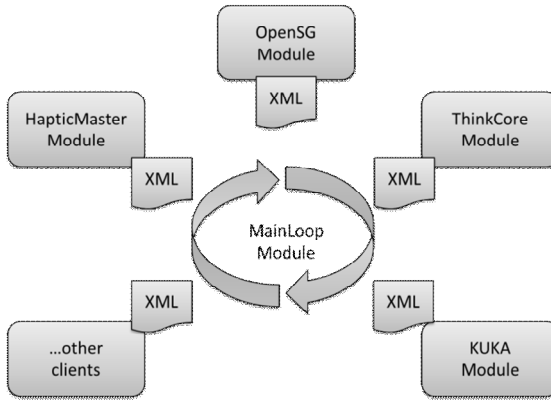 OpenSG
Module
XML
HapticMaster
Module
XML
ThinkCore
Module
XML
MainLoop
Module
XML
...other
clients
XML
KUKA
Module